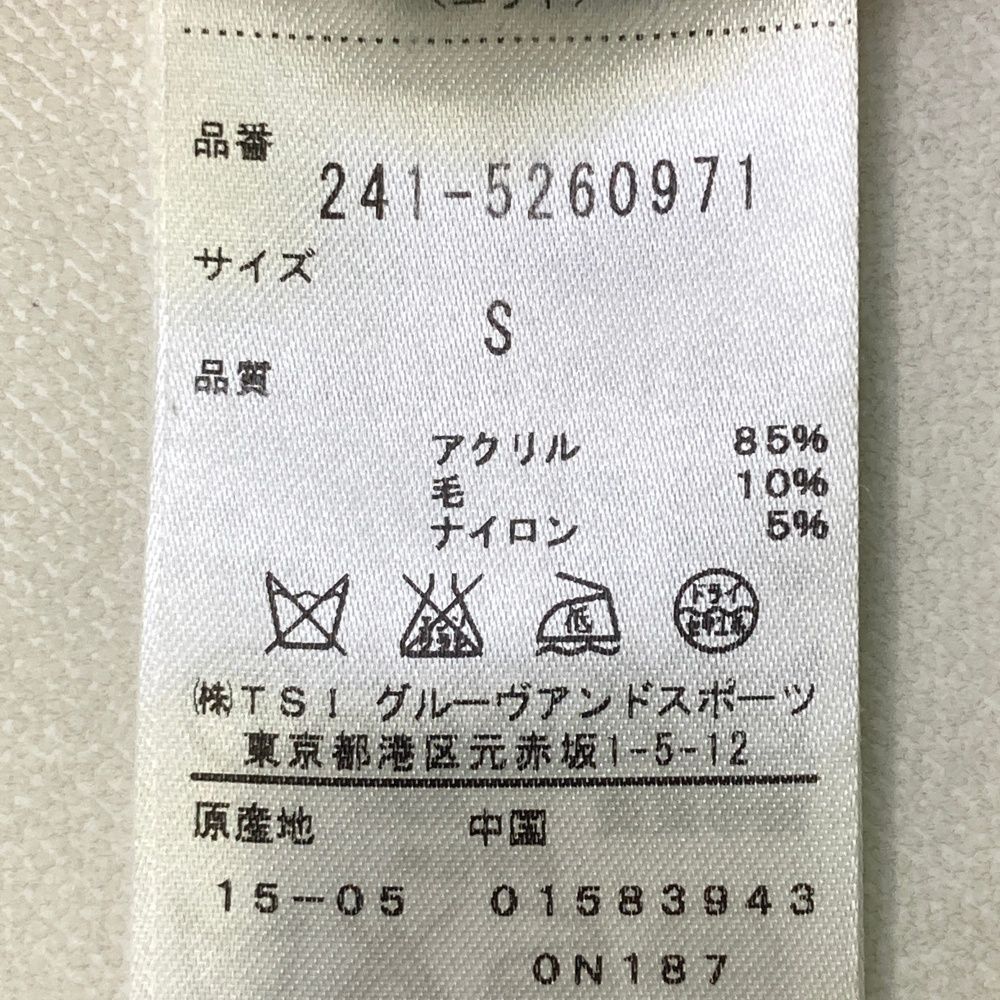 品番
241-5260971
サイズ
S
品質
アクリル 85%
毛 10%
ナイロン 5%
低
ドライ
(株)TSI グルーヴアンドスポーツ
東京都港区元赤坂1-5-12
原産地 中国
15-05 01583943
0N187